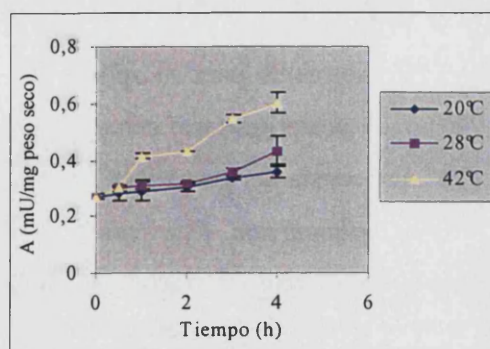 A (mU/mg peso seco)
0,8
0,6
0,4
0,2
0
0 2 4 6
Tiempo (h)
20°C
28°C
42°C